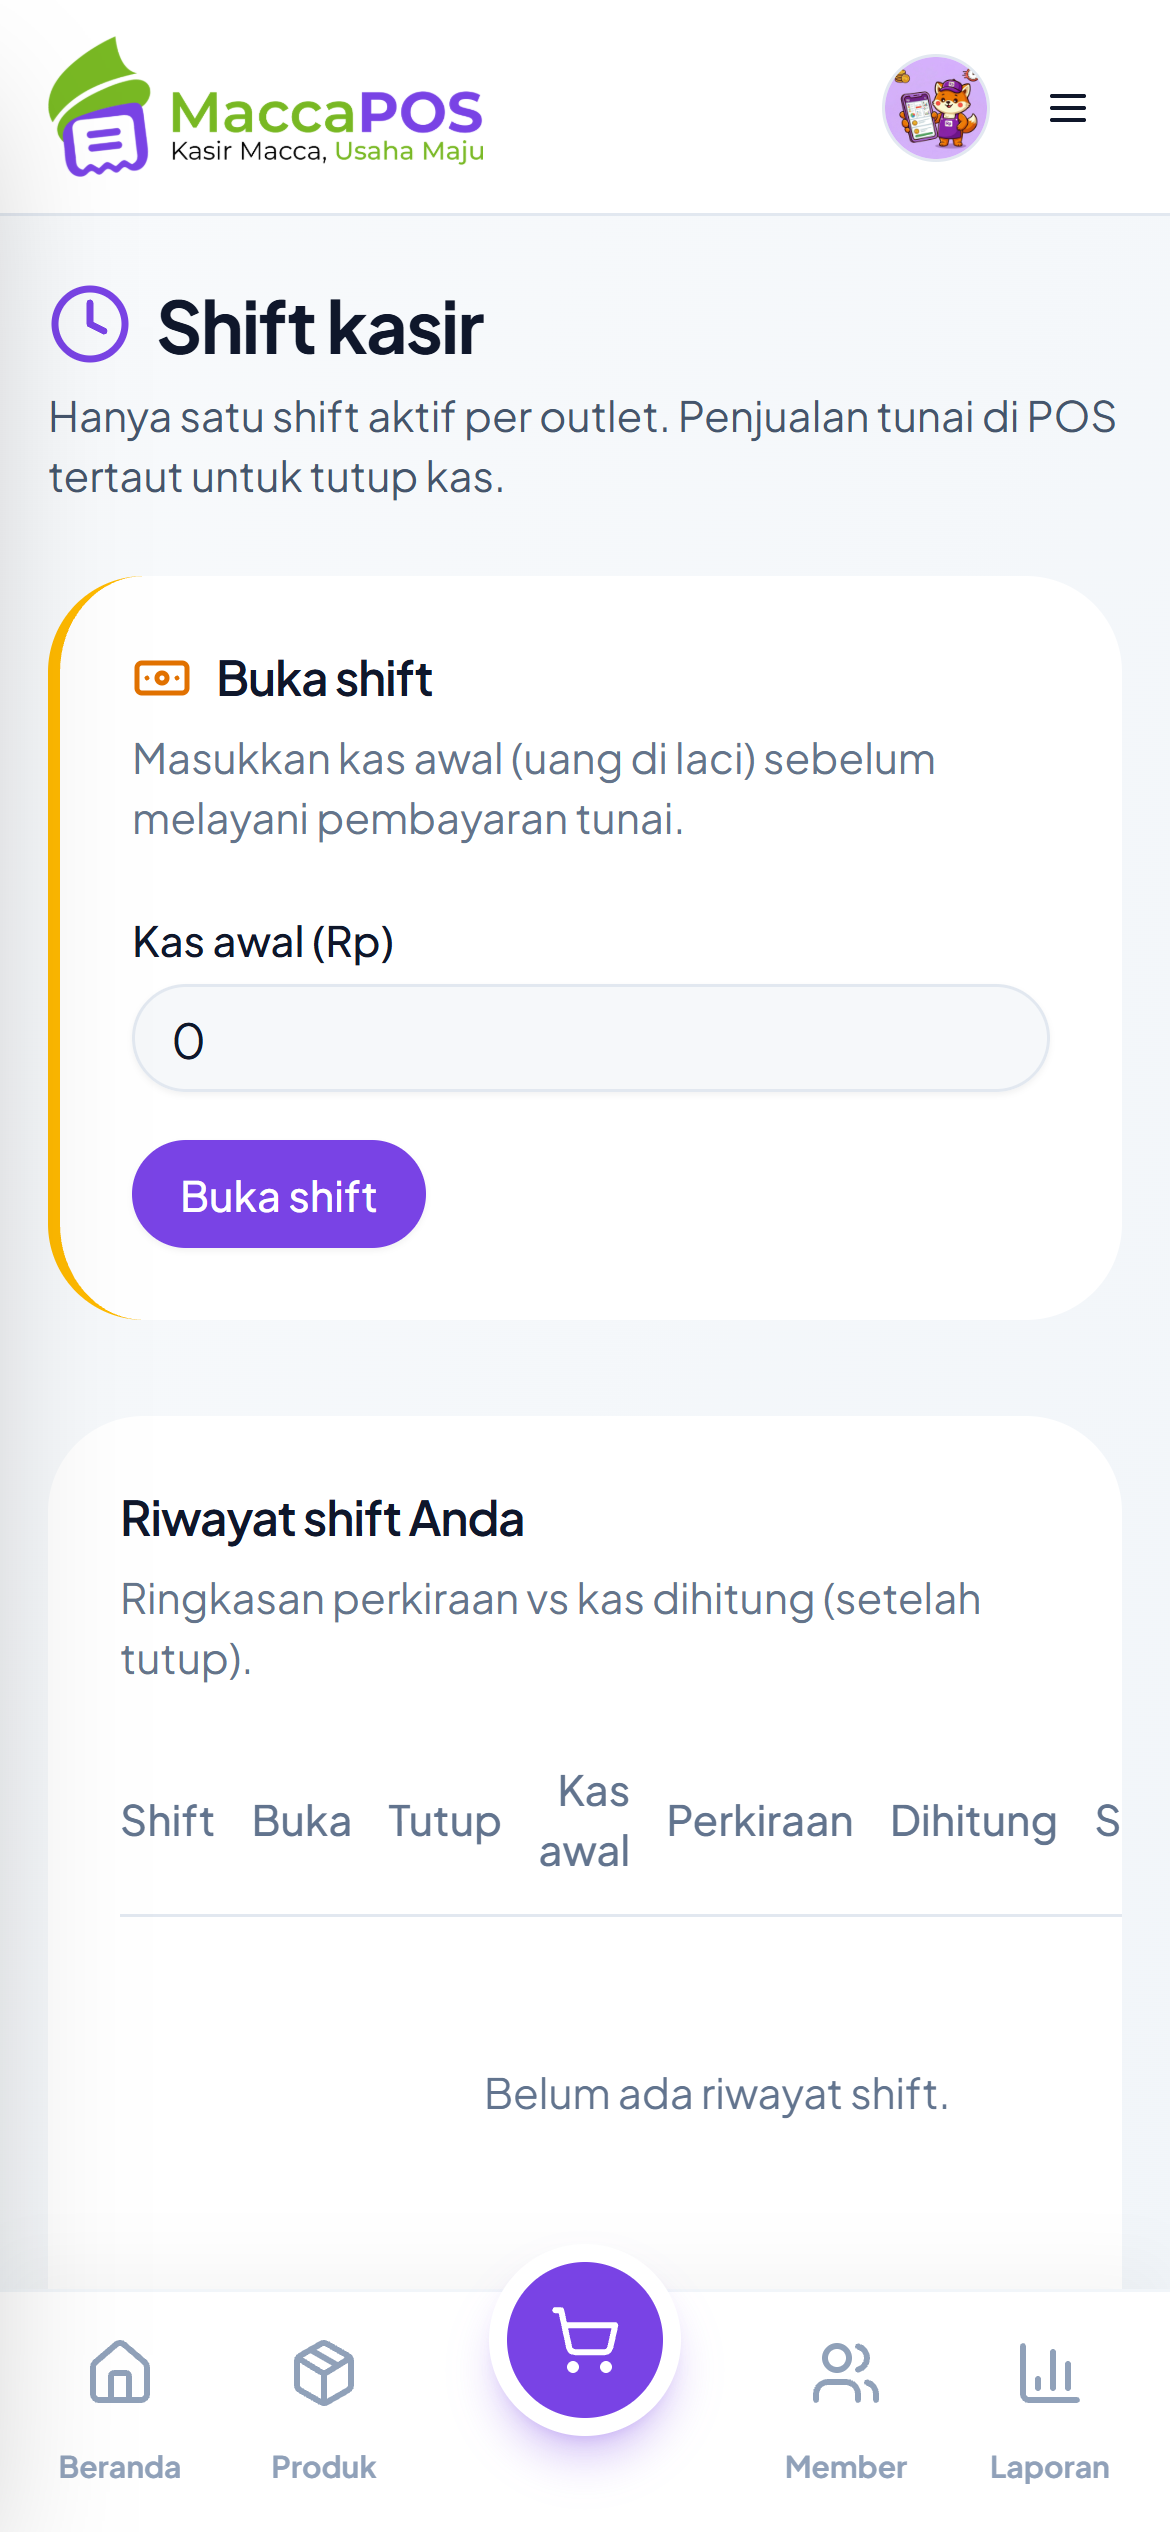 MaccaPOS
Kasir Macca, Usaha Maju
Shift kasir
Hanya satu shift aktif per outlet. Penjualan tunai di POS
tertaut untuk tutup kas.
Buka shift
Masukkan kas awal (uang di laci) sebelum
melayani pembayaran tunai.
Kas awal (Rp)
0
Buka shift
Riwayat shift Anda
Ringkasan perkiraan vs kas dihitung (setelah
tutup).
Shift Buka Tutup Kas awal Perkiraan Dihitung S
Belum ada riwayat shift.
Beranda Produk Member Laporan